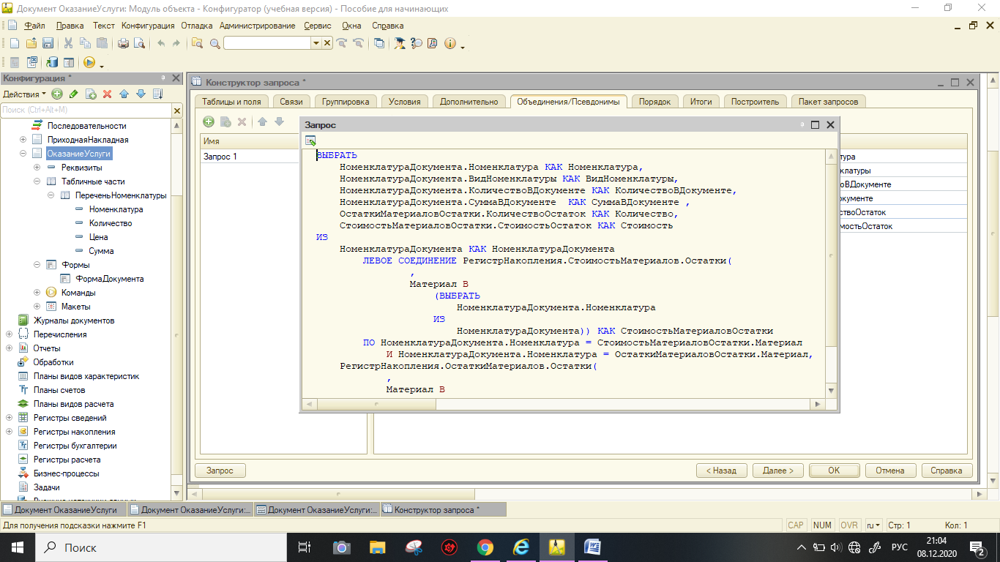 Документ ОказаниеУслуги: Модуль объекта - Конфигуратор (учебная версия) - Пособие для начинающих
Файл Правка Текст Конфигурация Отладка Администрирование Сервис Окна Справка
Конфигурация *
Действия
Поиск (Ctrl+Alt+M)
Последовательности
ПриходнаяНакладная
ОказаниеУслуги
Реквизиты
Табличные части
ПереченьНоменклатуры
Номенклатура
Количество
Цена
Сумма
Формы
ФормаДокумента
Команды
Макеты
Журналы документов
Перечисления
Отчеты
Обработки
Планы видов характеристик
Планы счетов
Планы видов расчета
Регистры сведений
Регистры накопления
Регистры бухгалтерии
Регистры расчета
Бизнес-процессы
Задачи
Конструктор запроса *
Таблицы и поля Связи Группировка Условия Дополнительно Объединения/Псевдонимы Порядок Итоги Построитель Пакет запросов
Имя
Запрос 1
тура
клатуры
оВДокументе
окументе
ствоОстаток
имостьОстаток
Запрос
ВЫБРАТЬ
НоменклатураДокумента.Номенклатура КАК Номенклатура,
НоменклатураДокумента.ВидНоменклатуры КАК ВидНоменклатуры,
НоменклатураДокумента.КоличествоВДокументе КАК КоличествоВДокументе,
НоменклатураДокумента.СуммаВДокументе  КАК СуммаВДокументе ,
ОстаткиМатериаловОстатки.КоличествоОстаток КАК Количество,
СтоимостьМатериаловОстатки.СтоимостьОстаток КАК Стоимость
ИЗ
НоменклатураДокумента КАК НоменклатураДокумента
ЛЕВОЕ СОЕДИНЕНИЕ РегистрНакопления.СтоимостьМатериалов.Остатки(
,
Материал В
(ВЫБРАТЬ
НоменклатураДокумента.Номенклатура
ИЗ
НоменклатураДокумента)) КАК СтоимостьМатериаловОстатки
ПО НоменклатураДокумента.Номенклатура = СтоимостьМатериаловОстатки.Материал
И НоменклатураДокумента.Номенклатура = ОстаткиМатериаловОстатки.Материал,
РегистрНакопления.ОстаткиМатериалов.Остатки(
,
Материал В
Запрос < Назад Далее > ОК Отмена Справка
Документ ОказаниеУслуги Документ ОказаниеУслуги:... Документ ОказаниеУслуги:... Конструктор запроса *
Для получения подсказки нажмите F1 CAP NUM OVR ru Стр: 1 Кол: 1
Поиск РУС 21:04
08.12.2020 2